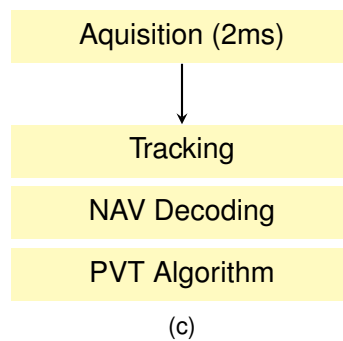 Aquisition (2ms)
Tracking
NAV Decoding
PVT Algorithm
(c)